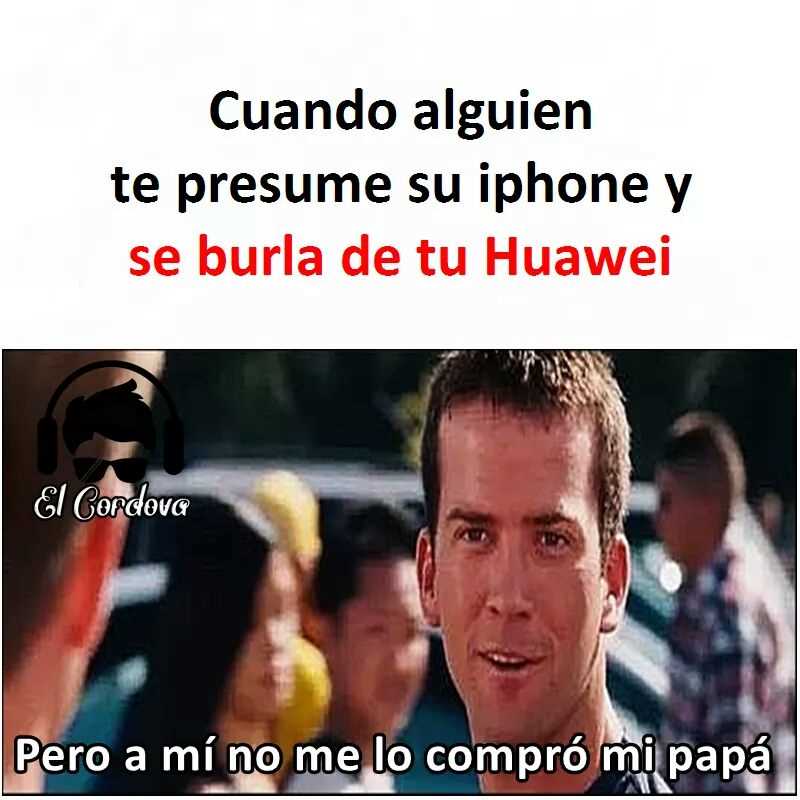 Cuando alguien
te presume su iphone y
se burla de tu Huawei
El Cordova
Pero a mí no me lo compró mi papá